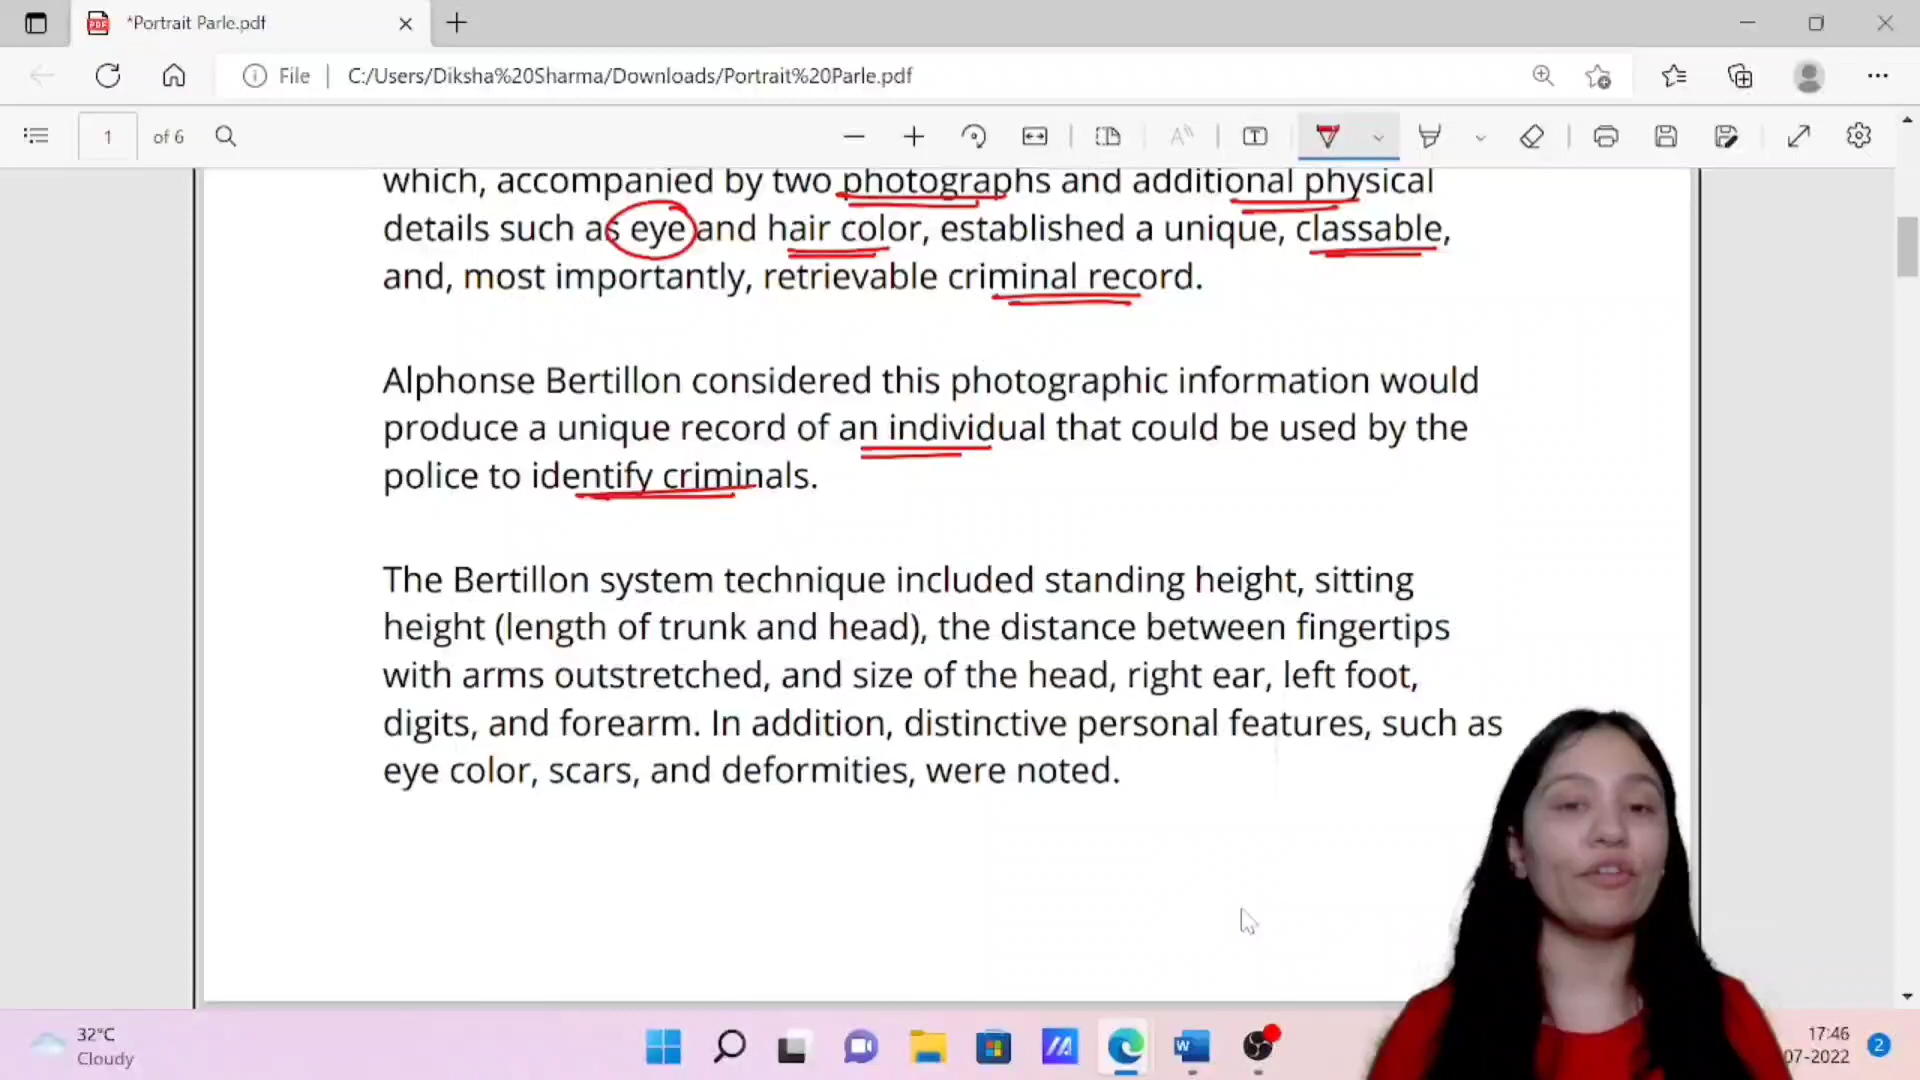 *Portrait Parle.pdf
File
C:/Users/Diksha%20Sharma/Downloads/Portrait%20Parle.pdf
1 of 6
which, accompanied by two photographs and additional physical
details such as eye and hair color, established a unique, classable,
and, most importantly, retrievable criminal record.
Alphonse Bertillon considered this photographic information would
produce a unique record of an individual that could be used by the
police to identify criminals.
The Bertillon system technique included standing height, sitting
height (length of trunk and head), the distance between fingertips
with arms outstretched, and size of the head, right ear, left foot,
digits, and forearm. In addition, distinctive personal features, such as
eye color, scars, and deformities, were noted.
32°C
Cloudy
17:46
07-2022
2